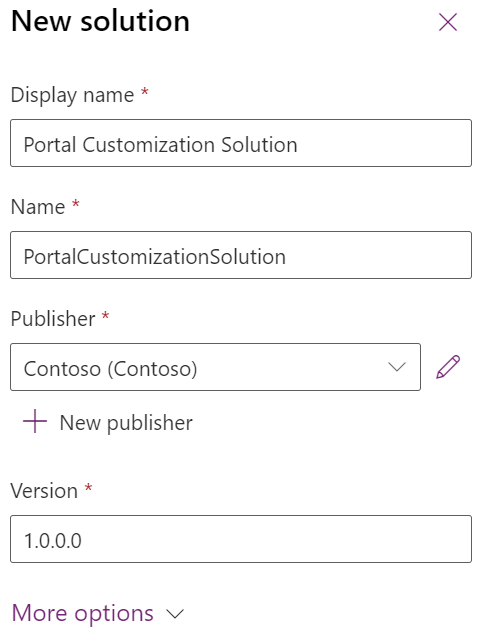 New solution
Display name *
Portal Customization Solution
Name *
PortalCustomizationSolution
Publisher *
Contoso (Contoso)
New publisher
Version *
1.0.0.0
More options